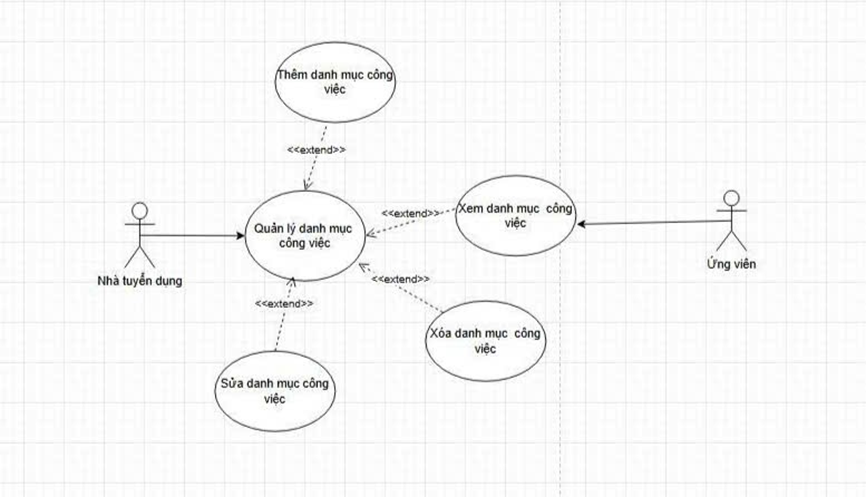 Thêm danh mục công
việc
<<extend>>
Quản lý danh mục
công việc
<<extend>>
Xem danh mục công
việc
Nhà tuyển dụng
Ứng viên
<<extend>>
<<extend>>
Xóa danh mục công
việc
Sửa danh mục công
việc